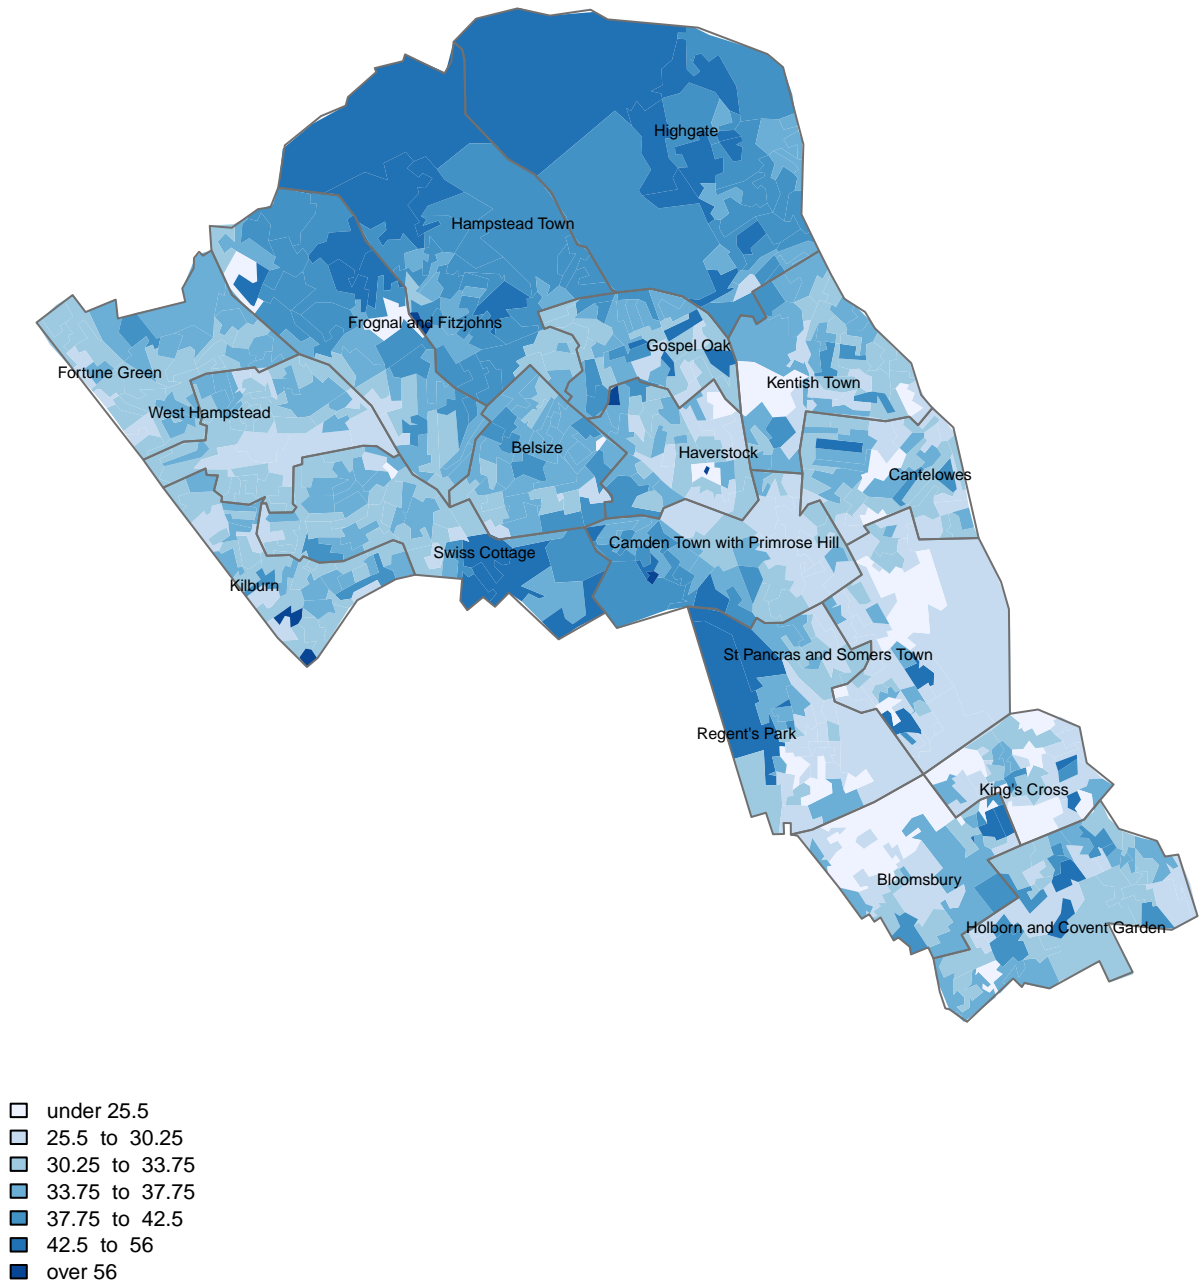 Highgate
Hampstead Town
Frognal and Fitzjohns
Gospel Oak
Fortune Green
Kentish Town
West Hampstead
Belsize
Haverstock
Cantelowes
Swiss Cottage
Camden Town with Primrose Hill
Kilburn
St Pancras and Somers Town
Regent's Park
King's Cross
Bloomsbury
Holborn and Covent Garden
under 25.5
25.5 to 30.25
30.25 to 33.75
33.75 to 37.75
37.75 to 42.5
42.5 to 56
over 56